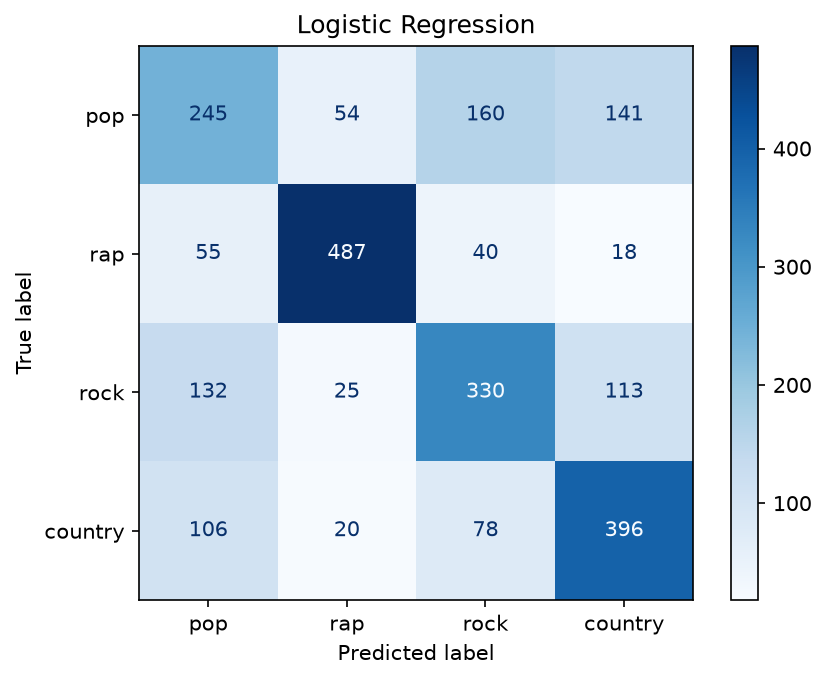 Logistic Regression
True label
pop 245 54 160 141
rap 55 487 40 18
rock 132 25 330 113
country 106 20 78 396
pop rap rock country
Predicted label
400
300
200
100